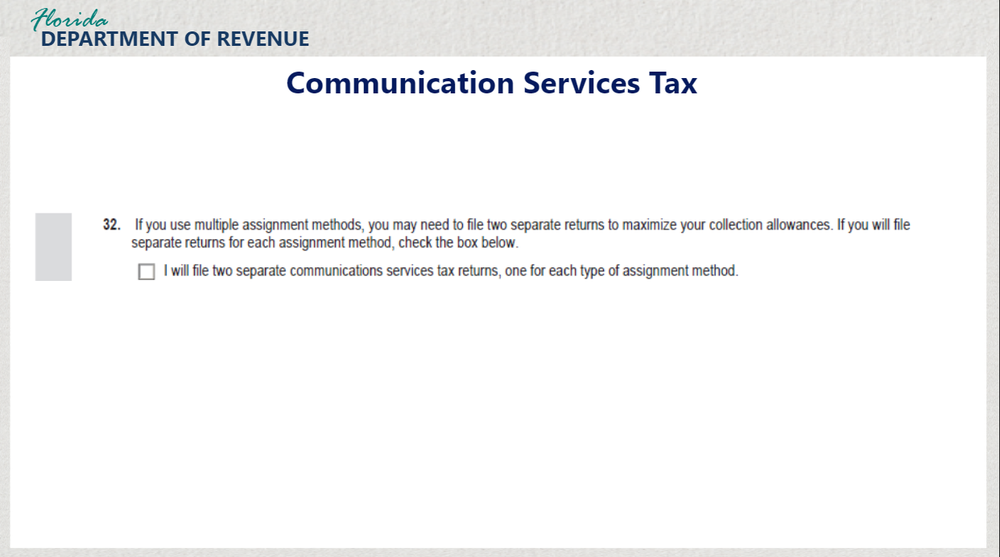 Florida
DEPARTMENT OF REVENUE
Communication Services Tax
32. If you use multiple assignment methods, you may need to file two separate returns to maximize your collection allowances. If you will file
separate returns for each assignment method, check the box below.
I will file two separate communications services tax returns, one for each type of assignment method.